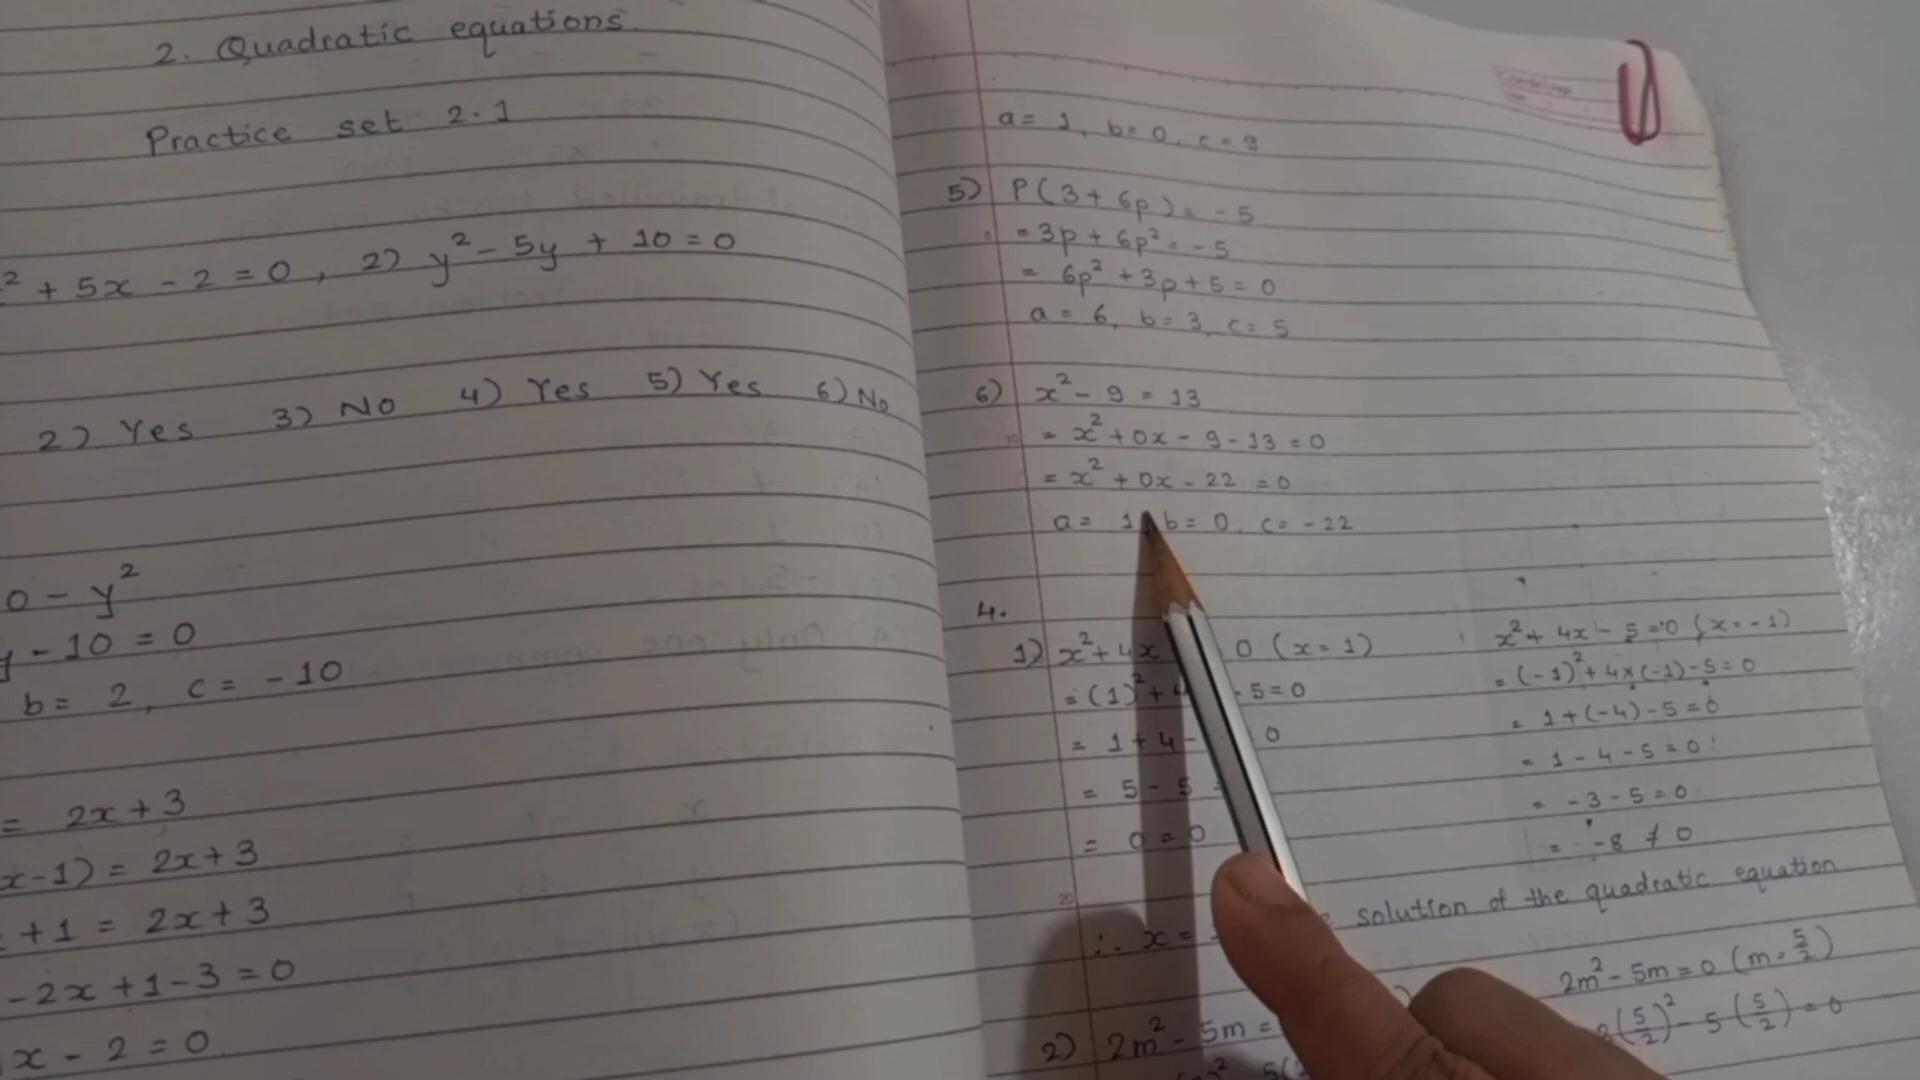 2. Quadratic equations
Practice set 2.1
² + 5x - 2 = 0, 2) y² - 5y + 10 = 0
2) Yes 3) No 4) Yes 5) Yes 6) No
0 - y²
- 10 = 0
b = 2, c = -10
= 2x + 3
x-1) = 2x+3
+1 = 2x+3
-2x+1-3=0
x - 2 = 0
a = 1, b = 0, c = 9
5) P(3+6p) = -5
= 3p + 6p² = -5
= 6p² + 3p + 5 = 0
a = 6, b = 3, c = 5
6) x² - 9 = 13
10
= x² + 0x - 9 - 13 = 0
= x² + 0x - 22 = 0
a = 1, b = 0, c = -22
4.
1) x² + 4x 0 (x = 1)
= (1)² + 4 - 5 = 0
= 1 + 4 - 0
= 5 - 5 =
= 0 = 0
20
∴ x =
x² + 4x - 5 = 0 (x = -1)
= (-1)² + 4×(-1) - 5 = 0
= 1 + (-4) - 5 = 0
= 1 - 4 - 5 = 0
= -3 - 5 = 0
= -8 ≠ 0
solution of the quadratic equation
2) 2m² - 5m =
2m² - 5m = 0 (m = 5/2)
(5/2)² - 5(5/2) = 0